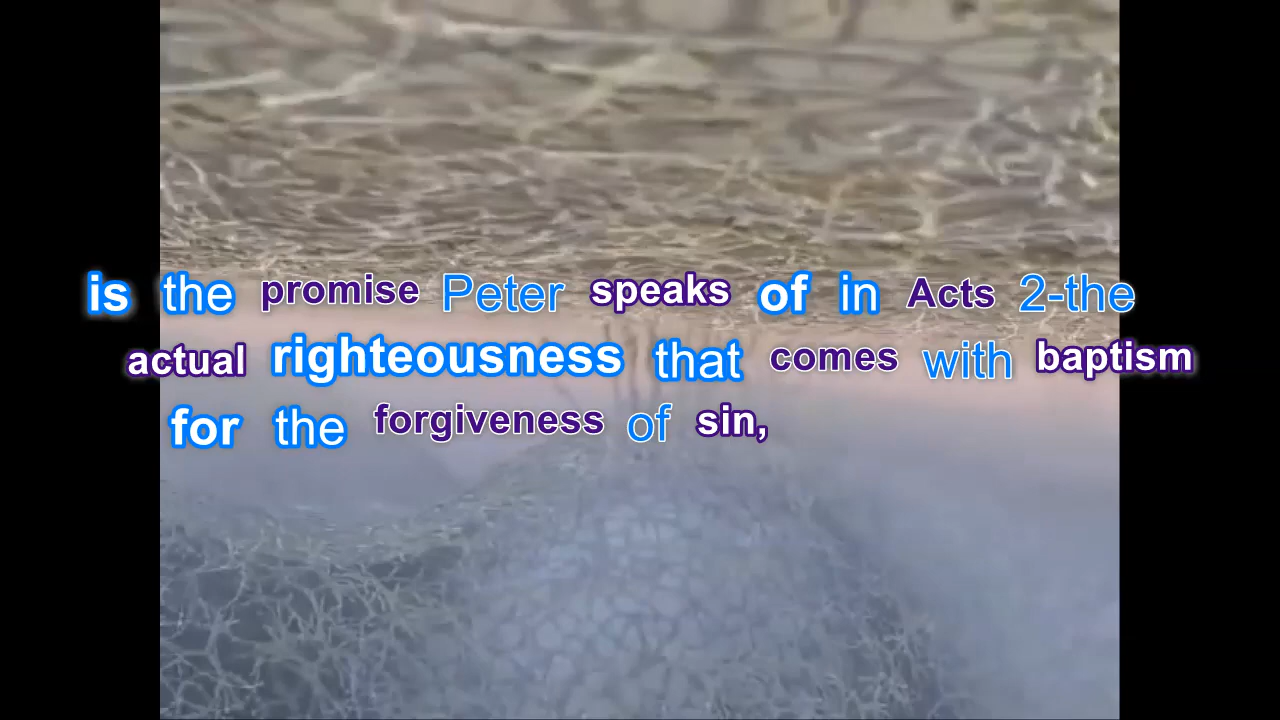 is the promise Peter speaks of in Acts 2-the
actual righteousness that comes with baptism
for the forgiveness of sin,